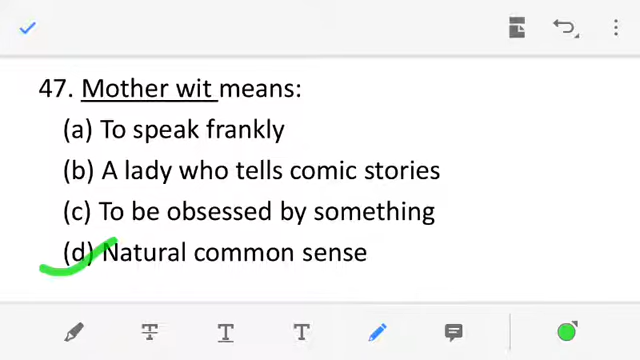 47. Mother wit means:
(a) To speak frankly
(b) A lady who tells comic stories
(c) To be obsessed by something
(d) Natural common sense
T T T